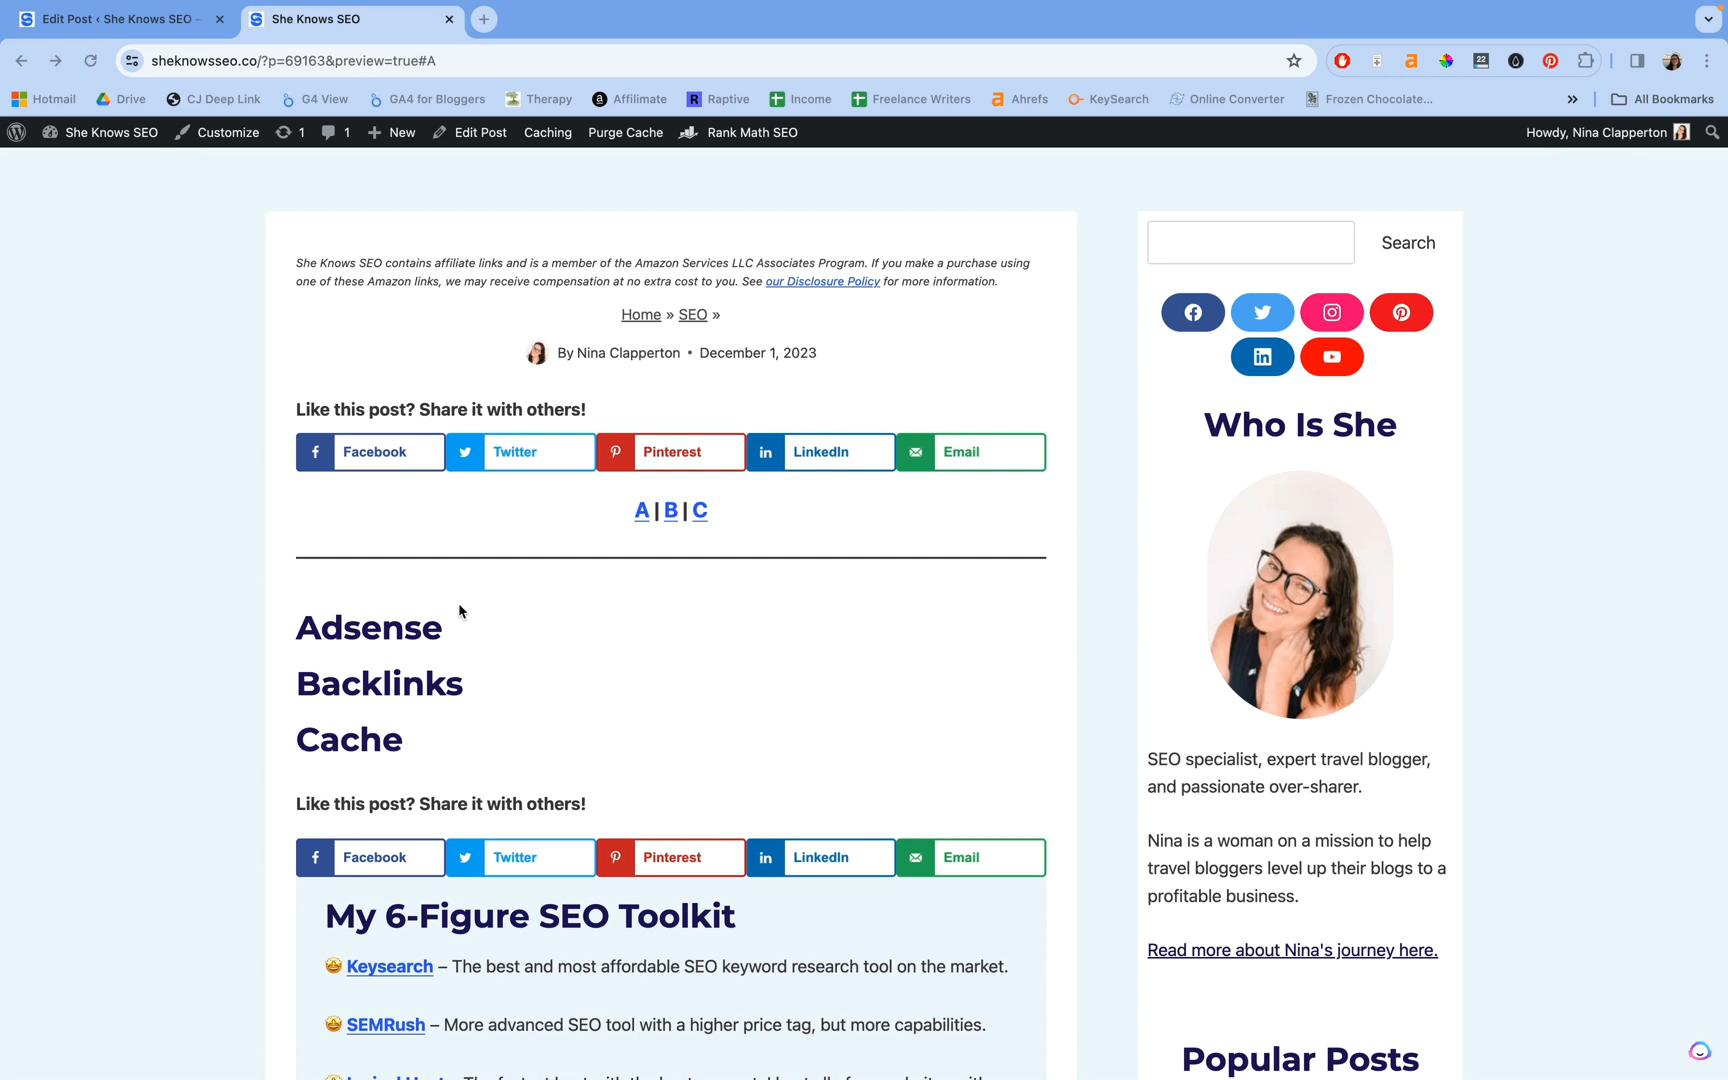 Edit Post ‹ She Knows SEO –
She Knows SEO
sheknowsseo.co/?p=69163&preview=true#A
22
Hotmail
Drive
CJ Deep Link
G4 View
GA4 for Bloggers
Therapy
Affilimate
Raptive
Income
Freelance Writers
Ahrefs
KeySearch
Online Converter
Frozen Chocolate...
»
All Bookmarks
She Knows SEO
Customize
1
1
New
Edit Post
Caching
Purge Cache
Rank Math SEO
Howdy, Nina Clapperton
She Knows SEO contains affiliate links and is a member of the Amazon Services LLC Associates Program. If you make a purchase using
one of these Amazon links, we may receive compensation at no extra cost to you. See our Disclosure Policy for more information.
Home » SEO »
By Nina Clapperton • December 1, 2023
Like this post? Share it with others!
Facebook
Twitter
Pinterest
LinkedIn
Email
A | B | C
Adsense
Backlinks
Cache
Like this post? Share it with others!
Facebook
Twitter
Pinterest
LinkedIn
Email
My 6-Figure SEO Toolkit
Keysearch – The best and most affordable SEO keyword research tool on the market.
SEMRush – More advanced SEO tool with a higher price tag, but more capabilities.
Search
Who Is She
SEO specialist, expert travel blogger,
and passionate over-sharer.
Nina is a woman on a mission to help
travel bloggers level up their blogs to a
profitable business.
Read more about Nina's journey here.
Popular Posts